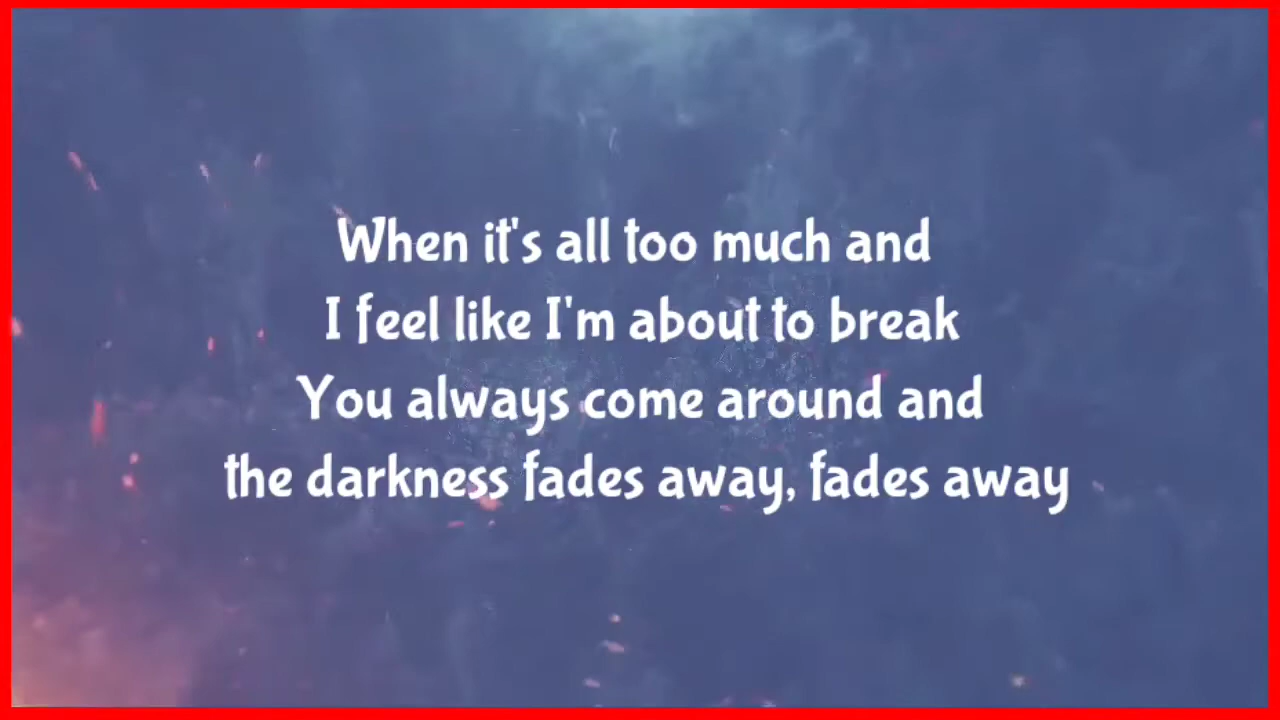 When it's all too much and
I feel like I'm about to break
You always come around and
the darkness fades away, fades away